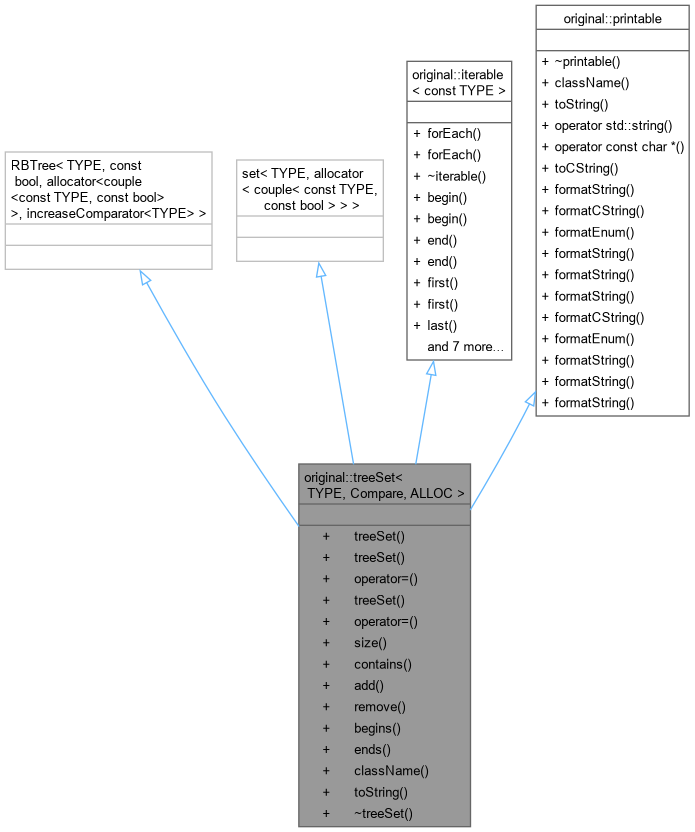 RBTree< TYPE, const
bool, allocator<couple
<const TYPE, const bool>
>, increaseComparator<TYPE> >
set< TYPE, allocator
< couple< const TYPE,
const bool > > >
original::iterable
< const TYPE >
+ forEach()
+ forEach()
+ ~iterable()
+ begin()
+ begin()
+ end()
+ end()
+ first()
+ first()
+ last()
and 7 more...
original::printable
+ ~printable()
+ className()
+ toString()
+ operator std::string()
+ operator const char *()
+ toCString()
+ formatString()
+ formatCString()
+ formatEnum()
+ formatString()
+ formatString()
+ formatString()
+ formatCString()
+ formatEnum()
+ formatString()
+ formatString()
+ formatString()
original::treeSet<
TYPE, Compare, ALLOC >
+ treeSet()
+ treeSet()
+ operator=()
+ treeSet()
+ operator=()
+ size()
+ contains()
+ add()
+ remove()
+ begins()
+ ends()
+ className()
+ toString()
+ ~treeSet()